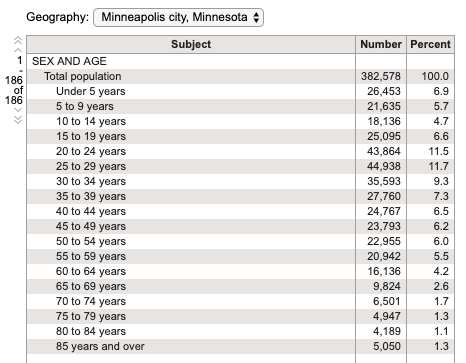 Geography: Minneapolis city, Minnesota
Subject Number Percent
1 SEX AND AGE
- Total population 382,578 100.0
186 Under 5 years 26,453 6.9
of 5 to 9 years 21,635 5.7
186 10 to 14 years 18,136 4.7
15 to 19 years 25,095 6.6
20 to 24 years 43,864 11.5
25 to 29 years 44,938 11.7
30 to 34 years 35,593 9.3
35 to 39 years 27,760 7.3
40 to 44 years 24,767 6.5
45 to 49 years 23,793 6.2
50 to 54 years 22,955 6.0
55 to 59 years 20,942 5.5
60 to 64 years 16,136 4.2
65 to 69 years 9,824 2.6
70 to 74 years 6,501 1.7
75 to 79 years 4,947 1.3
80 to 84 years 4,189 1.1
85 years and over 5,050 1.3